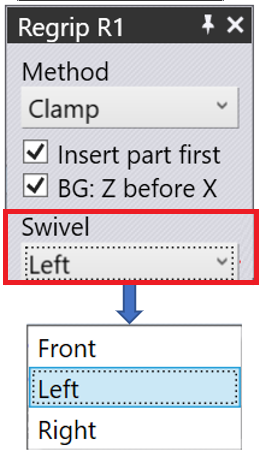 Regrip R1
Method
Clamp
Insert part first
BG: Z before X
Swivel
Left
Front
Left
Right